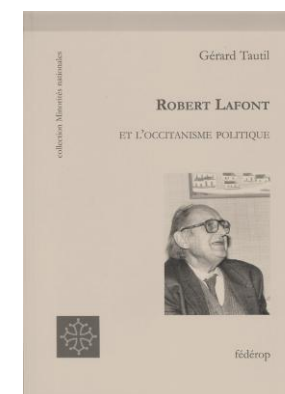 Gérard Tautil
ROBERT LAFONT
ET L'OCCITANISME POLITIQUE
collection Minorités nationales
fédérop